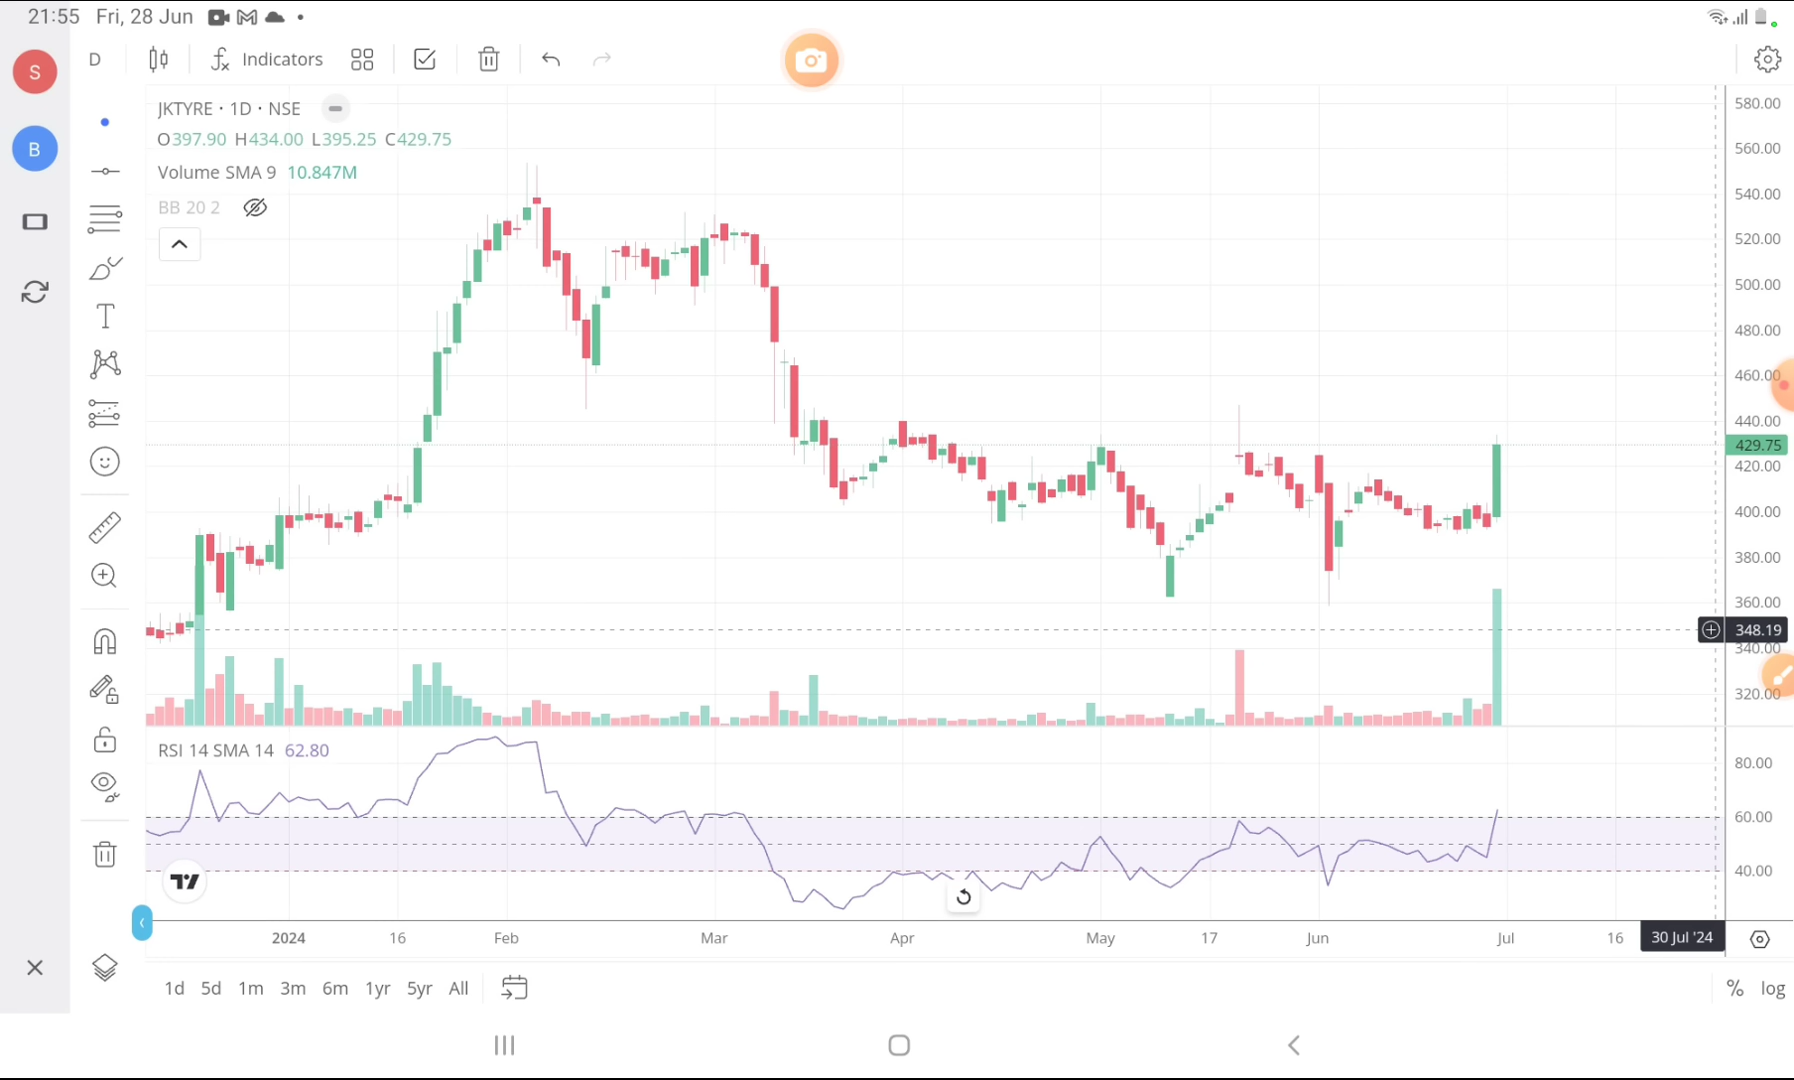 21:55 Fri, 28 Jun
S
D
Indicators
B
JKTYRE · 1D · NSE
O397.90 H434.00 L395.25 C429.75
Volume SMA 9 10.847M
BB 20 2
T
580.00
560.00
540.00
520.00
500.00
480.00
460.00
440.00
429.75
420.00
400.00
380.00
360.00
348.19
340.00
320.00
RSI 14 SMA 14 62.80
80.00
60.00
40.00
2024 16 Feb Mar Apr May 17 Jun Jul 16 30 Jul '24
1d 5d 1m 3m 6m 1yr 5yr All
% log